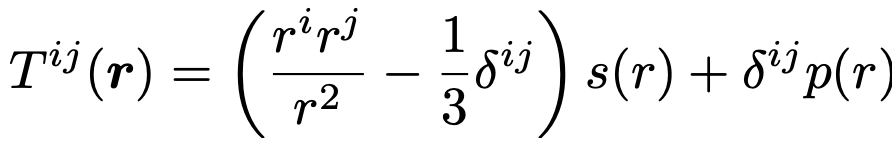 T^{ij}(\boldsymbol{r}) = \left( \frac{r^i r^j}{r^2} - \frac{1}{3} \delta^{ij} \right) s(r) + \delta^{ij} p(r)